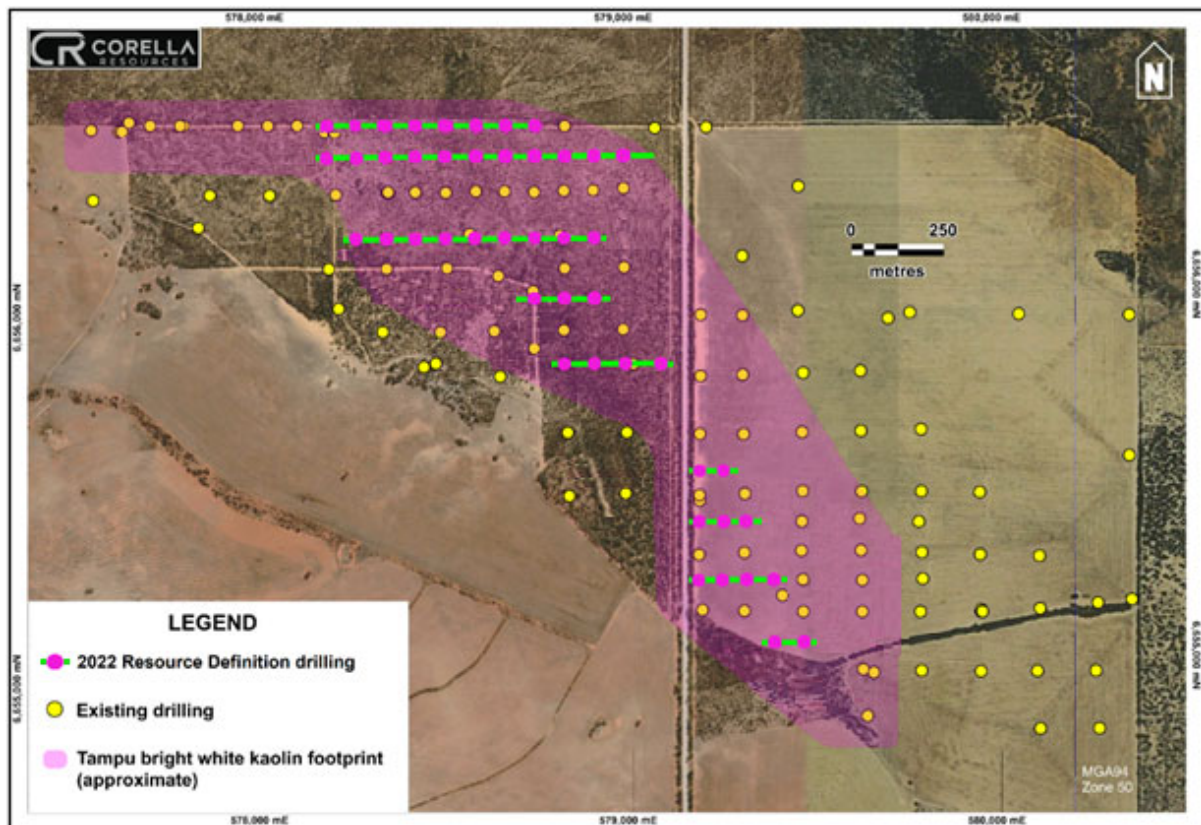 578,000 mE 579,000 mE 580,000 mE
CR CORELLA
RESOURCES
N
0 250
metres
6,656,000 mN 6,656,000 mN
LEGEND
2022 Resource Definition drilling
Existing drilling
Tampu bright white kaolin footprint
(approximate)
6,655,000 mN 6,655,000 mN
MGA94
Zone 50
578,000 mE 579,000 mE 580,000 mE